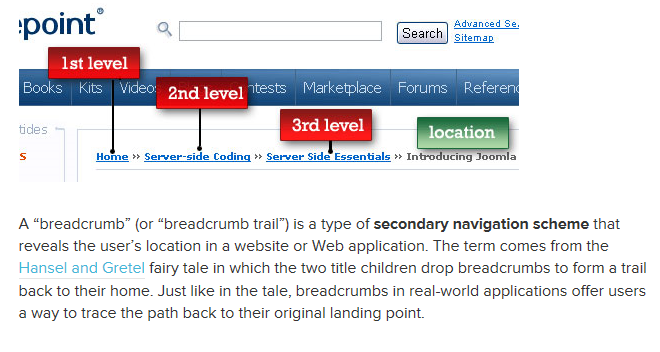 epoint®
Search
Advanced Se
Sitemap
1st level
Books Kits Videos ntests Marketplace Forums Referenc
2nd level
3rd level
location
tides
S
Home » Server-side Coding » Server Side Essentials » Introducing Joomla
A “breadcrumb” (or “breadcrumb trail”) is a type of secondary navigation scheme that
reveals the user’s location in a website or Web application. The term comes from the
Hansel and Gretel fairy tale in which the two title children drop breadcrumbs to form a trail
back to their home. Just like in the tale, breadcrumbs in real-world applications offer users
a way to trace the path back to their original landing point.